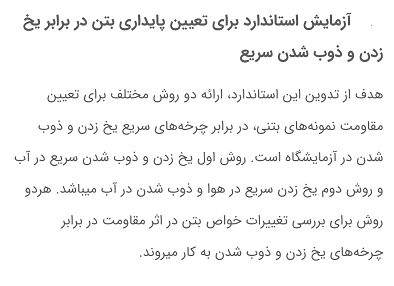 . آزمایش استاندارد برای تعیین پایداری بتن در برابر یخ
زدن و ذوب شدن سریع
هدف از تدوین این استاندارد، ارائه دو روش مختلف برای تعیین
مقاومت نمونه‌های بتنی، در برابر چرخه‌های سریع یخ زدن و ذوب
شدن در آزمایشگاه است. روش اول یخ زدن و ذوب شدن سریع در آب
و روش دوم یخ زدن سریع در هوا و ذوب شدن در آب میباشد. هردو
روش برای بررسی تغییرات خواص بتن در اثر مقاومت در برابر
چرخه‌های یخ زدن و ذوب شدن به کار میروند.